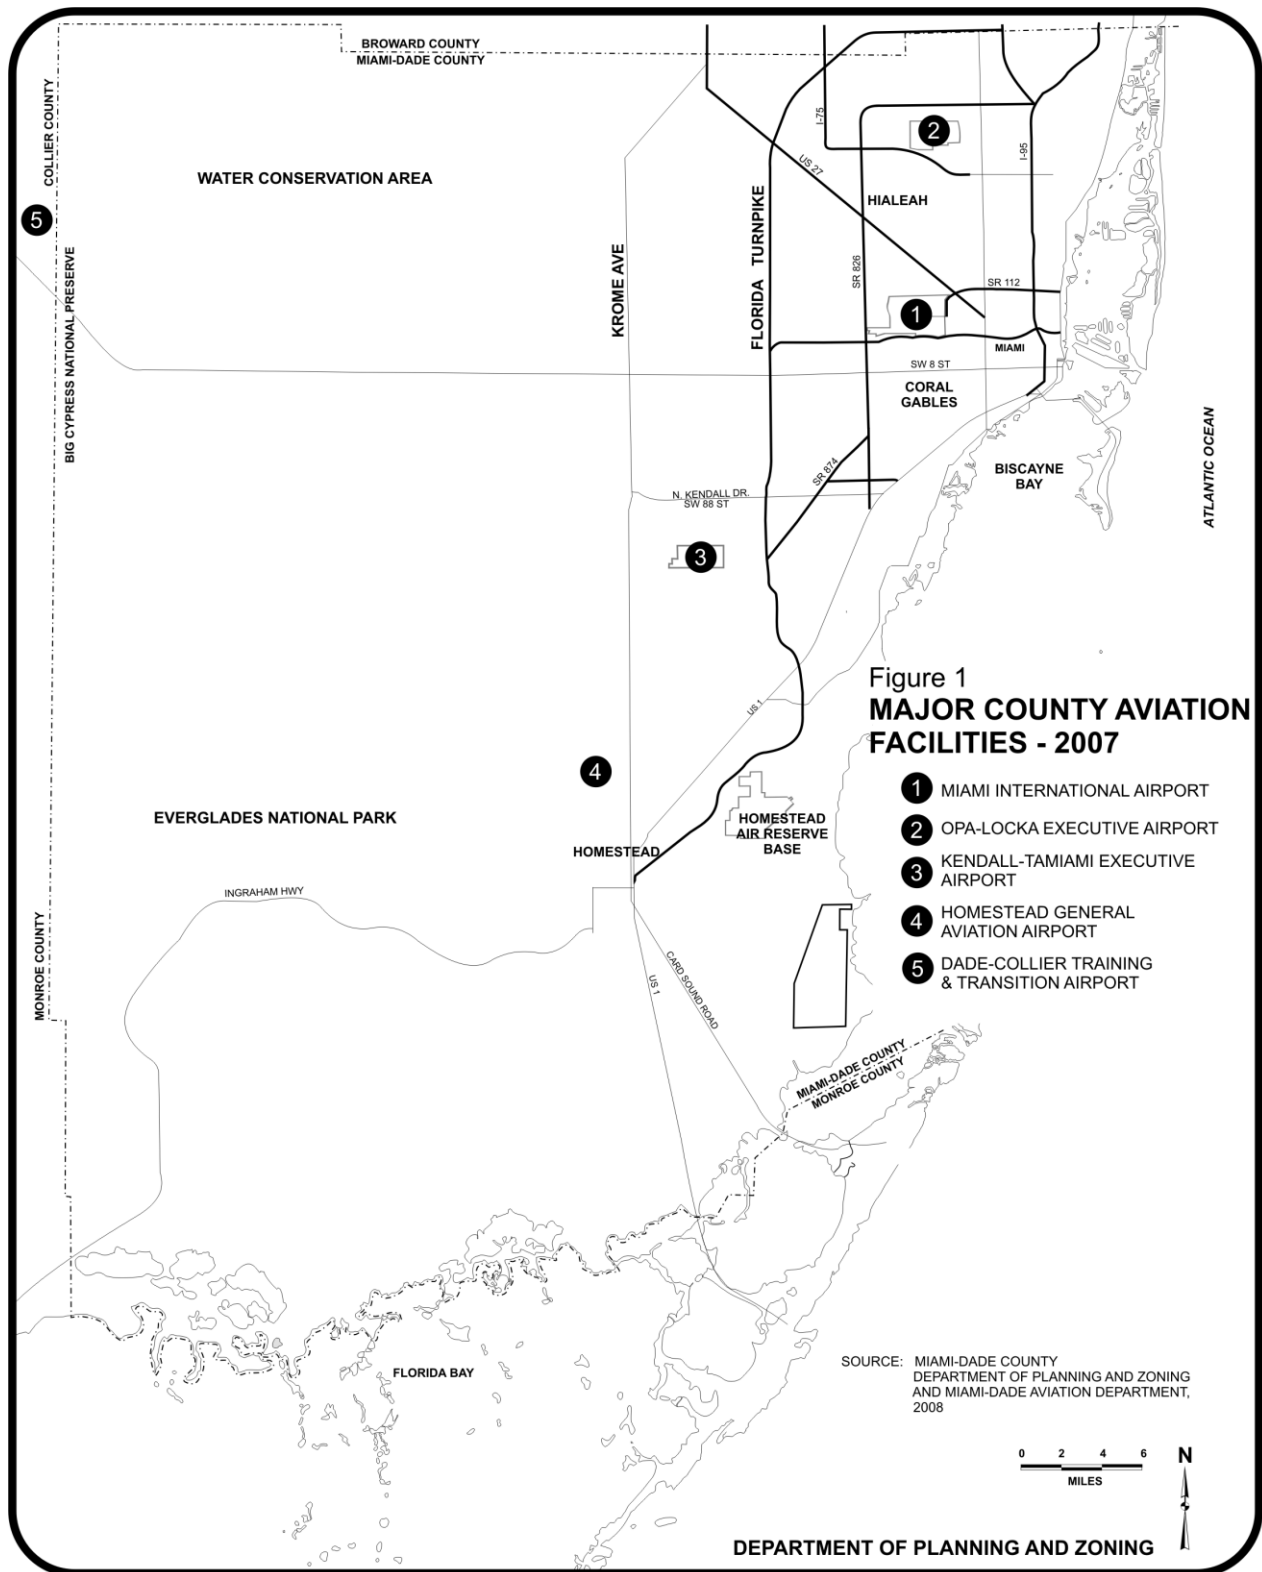 BROWARD COUNTY
MIAMI-DADE COUNTY
COLLIER COUNTY
WATER CONSERVATION AREA
5
BIG CYPRESS NATIONAL PRESERVE
KROME AVE
FLORIDA TURNPIKE
I-75
US 27
2
I-95
HIALEAH
SR 826
SR 112
1
MIAMI
SW 8 ST
CORAL
GABLES
SR 874
BISCAYNE
BAY
ATLANTIC OCEAN
N. KENDALL DR.
SW 88 ST
3
US 1
4
EVERGLADES NATIONAL PARK
HOMESTEAD
AIR RESERVE
BASE
HOMESTEAD
INGRAHAM HWY
MONROE COUNTY
US 1
CARD SOUND ROAD
MIAMI-DADE COUNTY
MONROE COUNTY
FLORIDA BAY
Figure 1
MAJOR COUNTY AVIATION
FACILITIES - 2007
1 MIAMI INTERNATIONAL AIRPORT
2 OPA-LOCKA EXECUTIVE AIRPORT
3 KENDALL-TAMIAMI EXECUTIVE
AIRPORT
4 HOMESTEAD GENERAL
AVIATION AIRPORT
5 DADE-COLLIER TRAINING
& TRANSITION AIRPORT
SOURCE: MIAMI-DADE COUNTY
DEPARTMENT OF PLANNING AND ZONING
AND MIAMI-DADE AVIATION DEPARTMENT,
2008
0 2 4 6
MILES
N
DEPARTMENT OF PLANNING AND ZONING